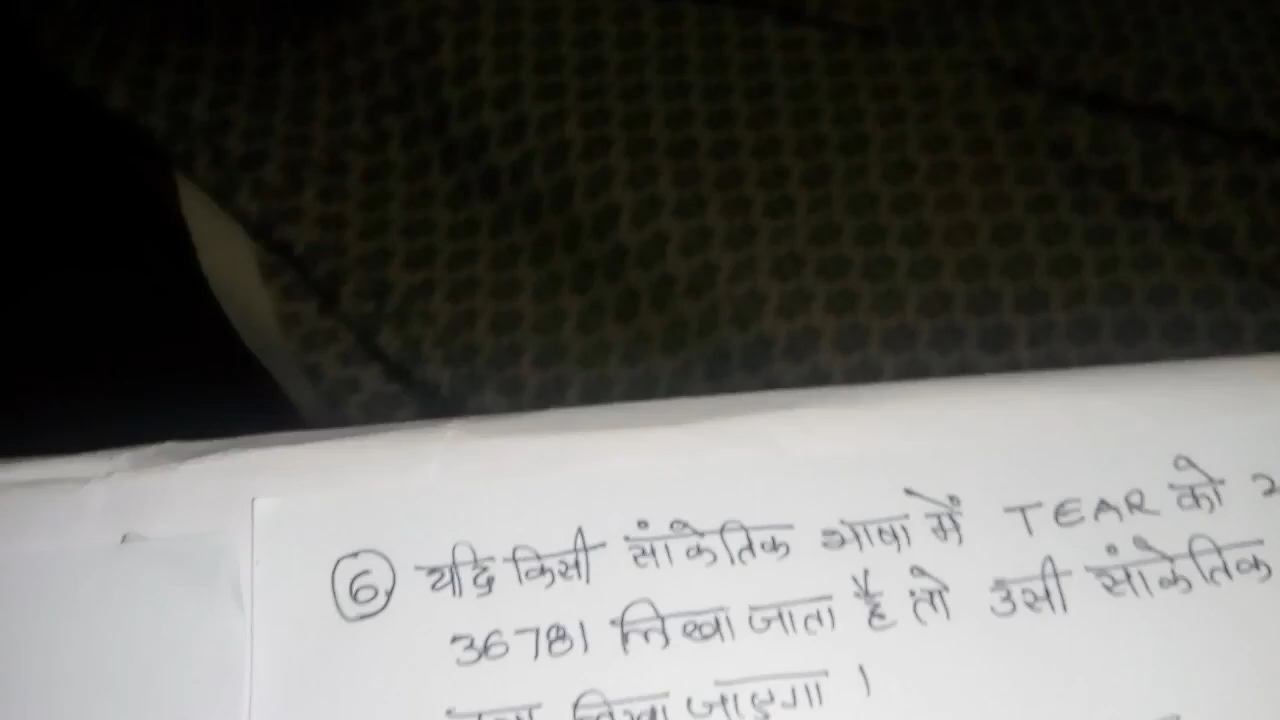 ⑥ यदि किसी सांकेतिक भाषा में TEAR को
36781 लिखा जाता है तो उसी सांकेतिक
लिखा जाएगा ।